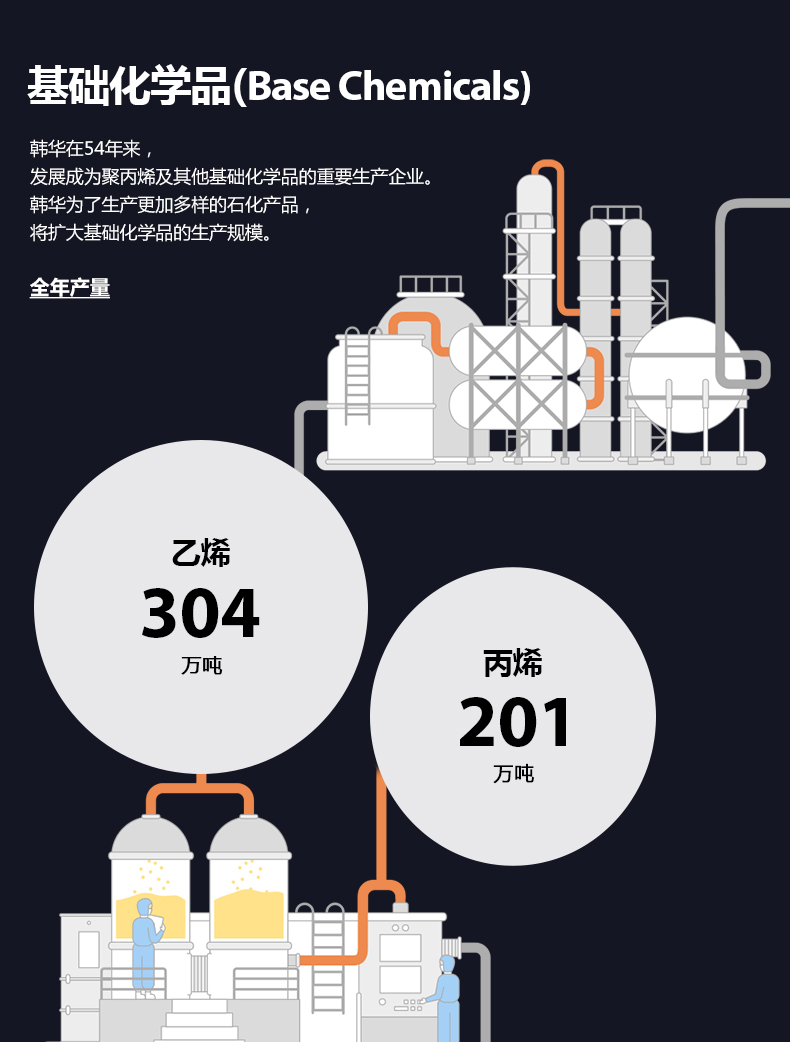 基础化学品(Base Chemicals)
韩华在54年来，
发展成为聚丙烯及其他基础化学品的重要生产企业。
韩华为了生产更加多样的石化产品，
将扩大基础化学品的生产规模。
全年产量
乙烯
304
万吨
丙烯
201
万吨